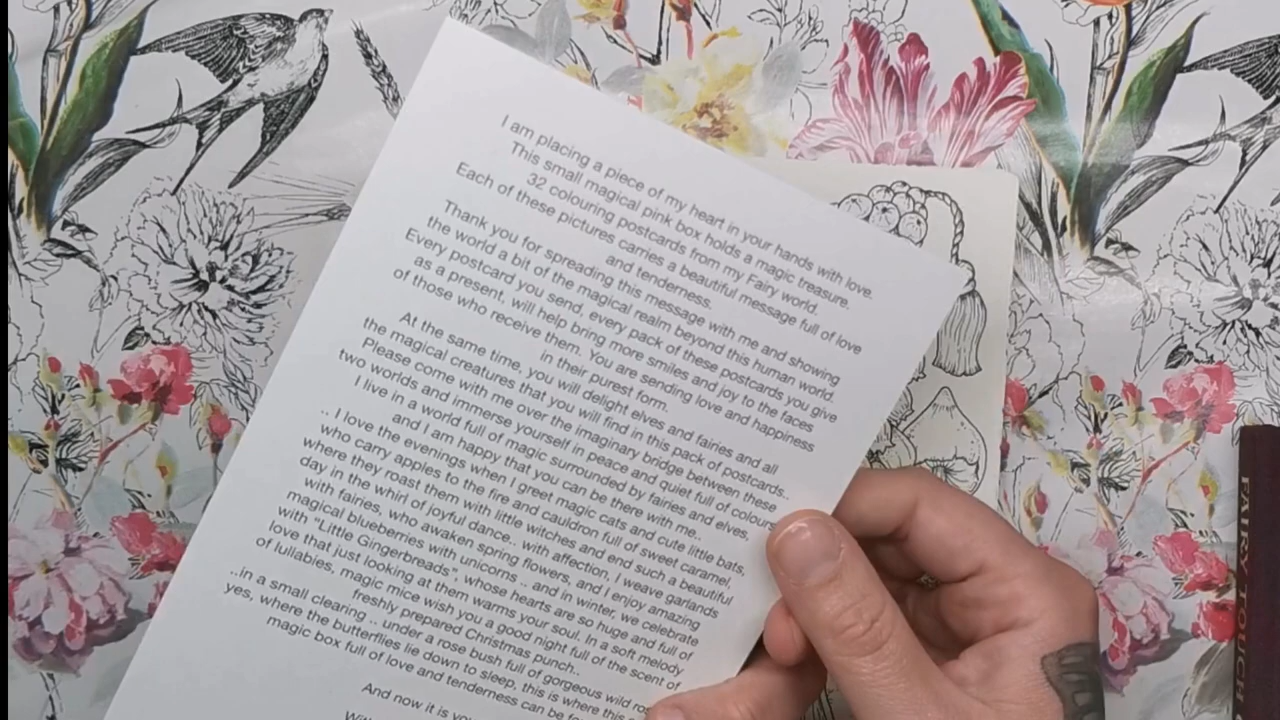 I am placing a piece of my heart in your hands with love.
This small magical pink box holds a magic treasure.
32 colouring postcards from my Fairy world.
Each of these pictures carries a beautiful message full of love
and tenderness.
Thank you for spreading this message with me and showing
the world a bit of the magical realm beyond this human world.
Every postcard you send, every pack of these postcards you give
as a present, will help bring more smiles and joy to the faces
of those who receive them. You are sending love and happiness
in their purest form.
At the same time, you will delight elves and fairies and all
the magical creatures that you will find in this pack of postcards..
Please come with me over the imaginary bridge between these
two worlds and immerse yourself in peace and quiet full of colours
I live in a world full of magic surrounded by fairies and elves,
and I am happy that you can be there with me..
.. I love the evenings when I greet magic cats and cute little bats,
who carry apples to the fire and cauldron full of sweet caramel,
where they roast them with little witches and end such a beautiful
day in the whirl of joyful dance.. with affection, I weave garlands
with fairies, who awaken spring flowers, and I enjoy amazing
magical blueberries with unicorns .. and in winter, we celebrate
with "Little Gingerbreads", whose hearts are so huge and full of
love that just looking at them warms your soul. In a soft melody
of lullabies, magic mice wish you a good night full of the scent of
freshly prepared Christmas punch..
..in a small clearing .. under a rose bush full of gorgeous wild
yes, where the butterflies lie down to sleep, this is where this
magic box full of love and tenderness can be
And now it is
FAIRY TOUCH